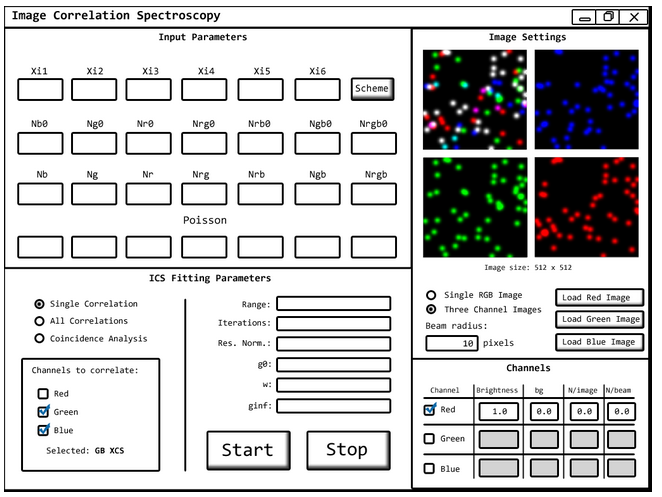 Image Correlation Spectroscopy
Input Parameters
Xi1 Xi2 Xi3 Xi4 Xi5 Xi6
Scheme
Nb0 Ng0 Nr0 Nrg0 Nrb0 Ngb0 Nrgb0
Nb Ng Nr Nrg Nrb Ngb Nrgb
Poisson
ICS Fitting Parameters
Single Correlation
All Correlations
Coincidence Analysis
Channels to correlate:
Red
Green
Blue
Selected: GB XCS
Range:
Iterations:
Res. Norm.:
g0:
w:
ginf:
Start Stop
Image Settings
Image size: 512 x 512
Single RGB Image
Three Channel Images
Beam radius:
10 pixels
Load Red Image
Load Green Image
Load Blue Image
Channels
Channel Brightness bg N/image N/beam
Red 1.0 0.0 0.0 0.0
Green
Blue